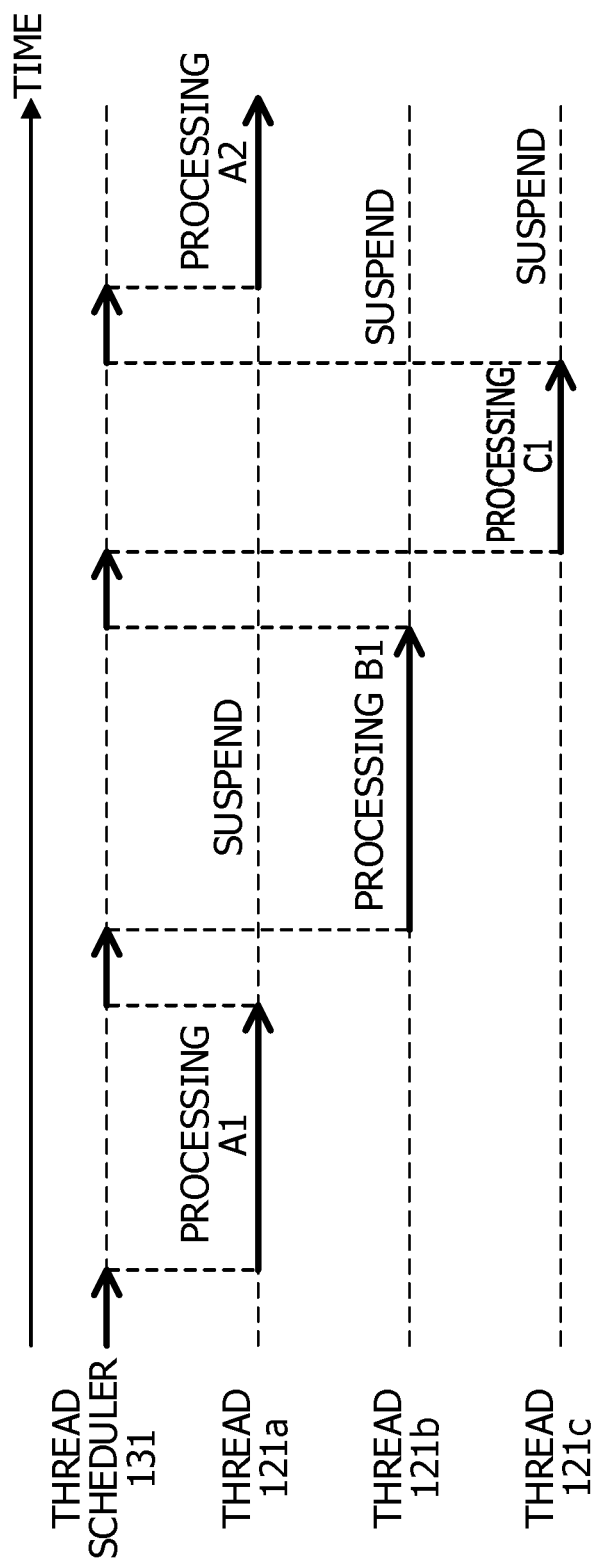 TIME
THREAD
SCHEDULER
131
PROCESSING
A1
SUSPEND
PROCESSING
A2
THREAD
121a
PROCESSING B1
SUSPEND
THREAD
121b
PROCESSING
C1
SUSPEND
THREAD
121c